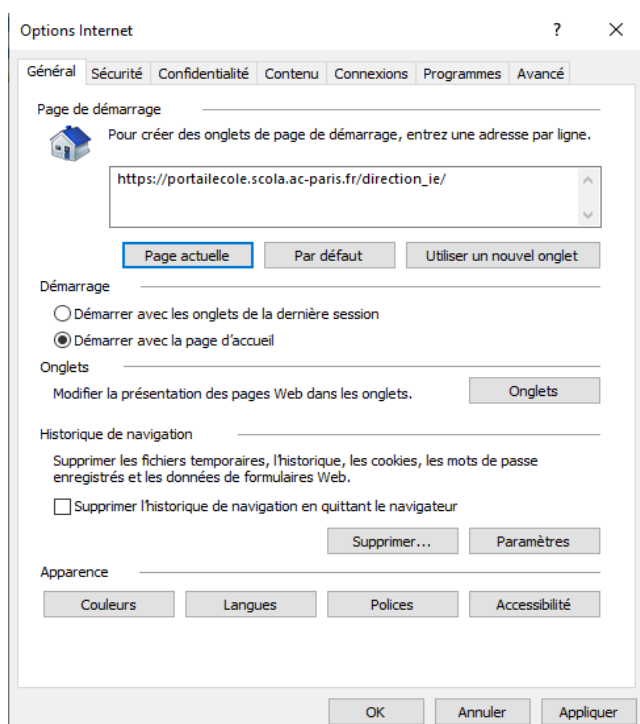 Options Internet
?
Général Sécurité Confidentialité Contenu Connexions Programmes Avancé
Page de démarrage
Pour créer des onglets de page de démarrage, entrez une adresse par ligne.
https://portailecole.scola.ac-paris.fr/direction_ie/
Page actuelle Par défaut Utiliser un nouvel onglet
Démarrage
Démarrer avec les onglets de la dernière session
Démarrer avec la page d'accueil
Onglets
Modifier la présentation des pages Web dans les onglets. Onglets
Historique de navigation
Supprimer les fichiers temporaires, l'historique, les cookies, les mots de passe
enregistrés et les données de formulaires Web.
Supprimer l'historique de navigation en quittant le navigateur
Supprimer... Paramètres
Apparence
Couleurs Langues Polices Accessibilité
OK Annuler Appliquer